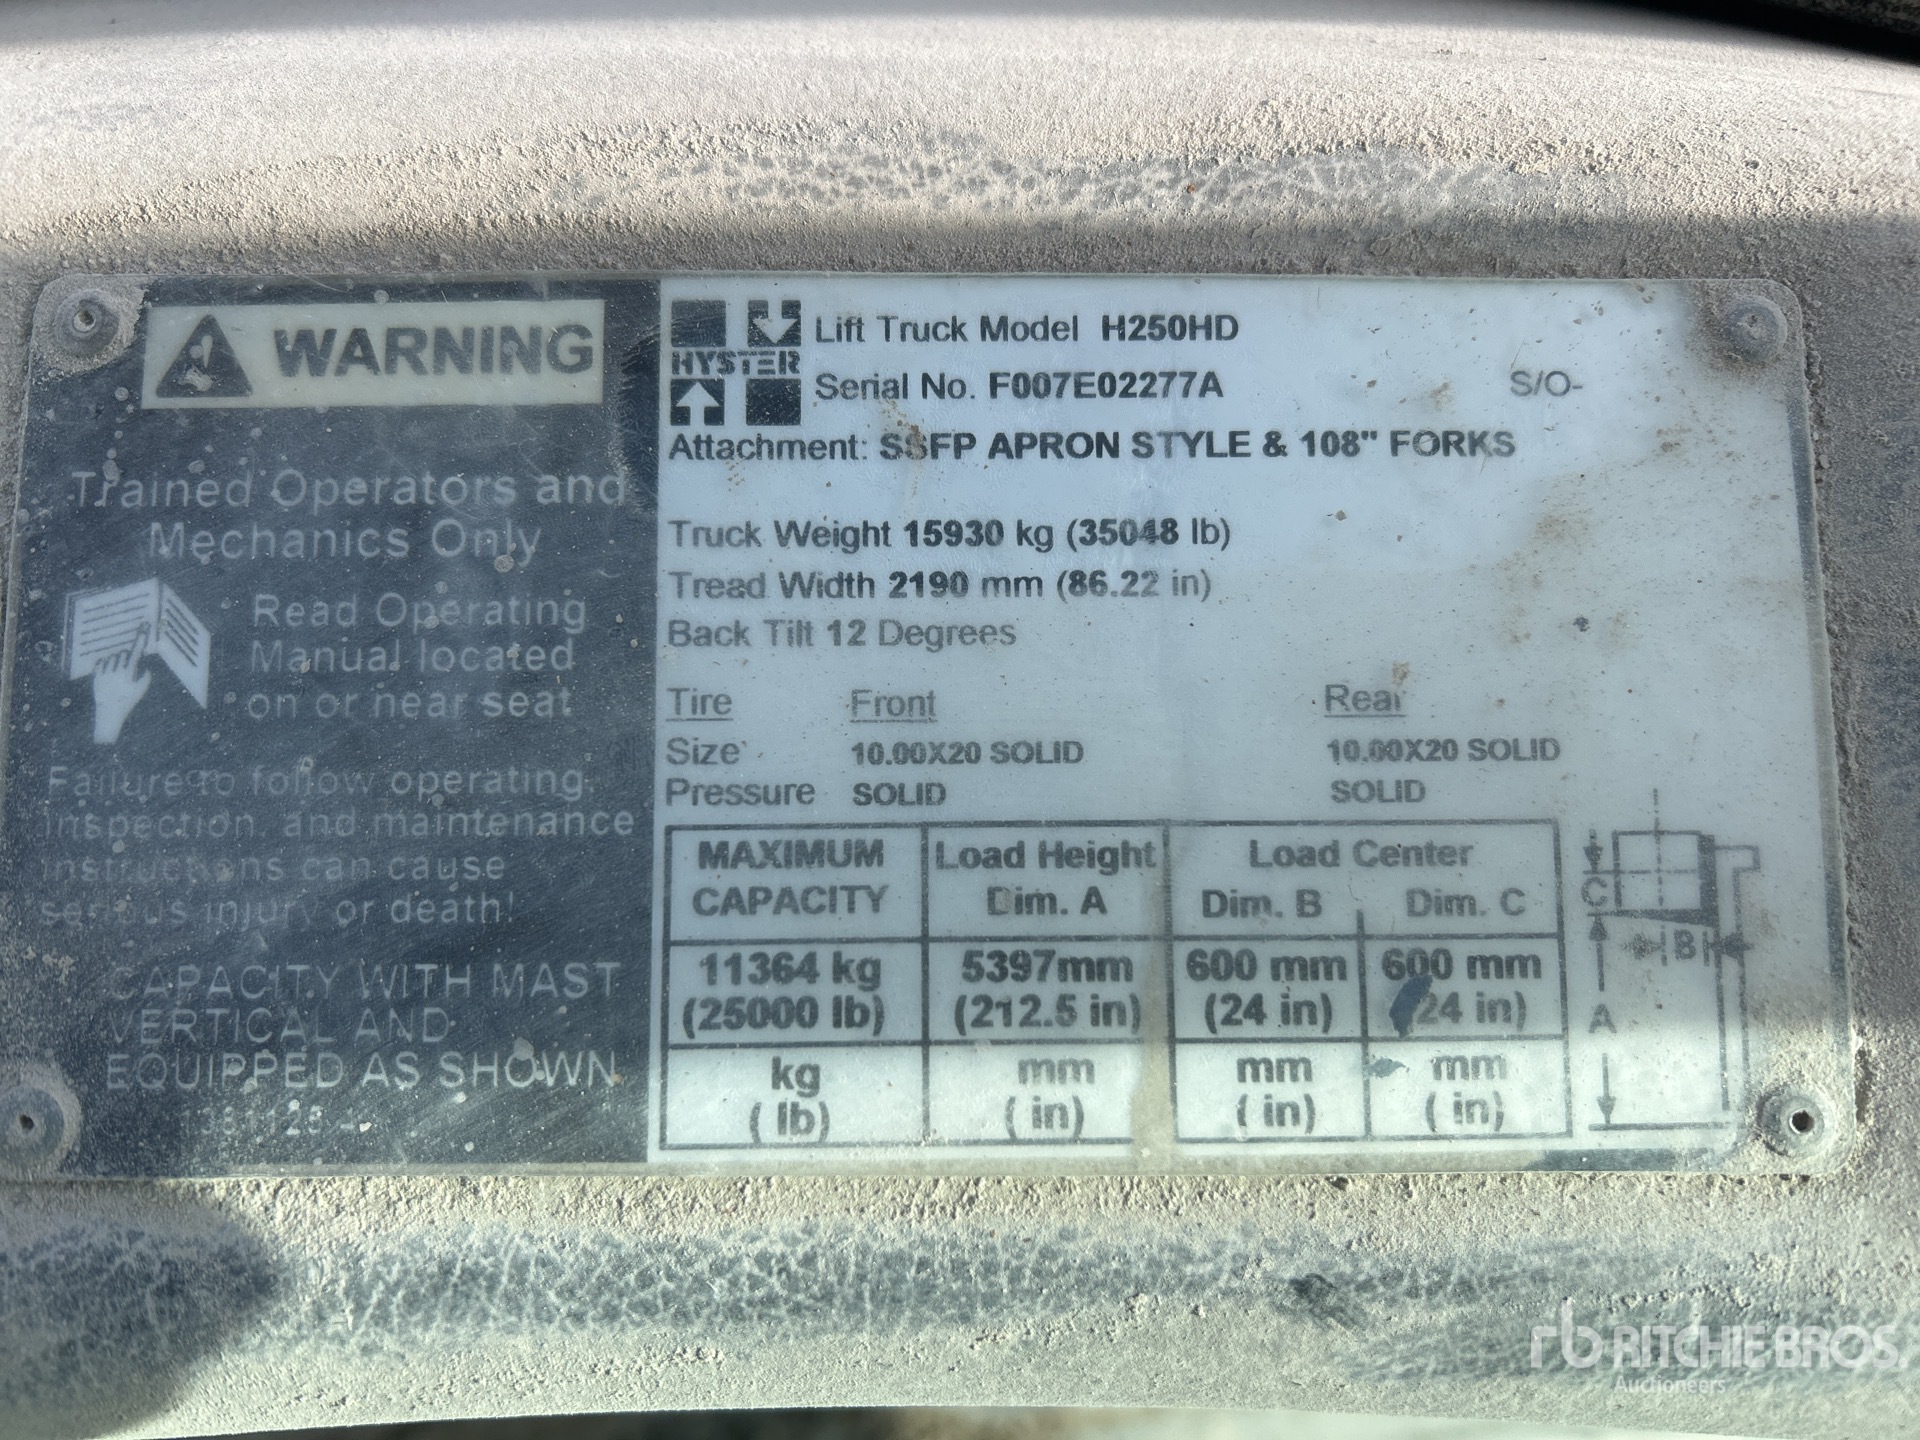 WARNING
Trained Operators and
Mechanics Only
Read Operating
Manual located
on or near seat
Failure to follow operating,
inspection, and maintenance
instructions can cause
serious injury or death!
CAPACITY WITH MAST
VERTICAL AND
EQUIPPED AS SHOWN
HYSTER
Lift Truck Model H250HD
Serial No. F007E02277A S/O-
Attachment: SSFP APRON STYLE & 108" FORKS
Truck Weight 15930 kg (35048 lb)
Tread Width 2190 mm (86.22 in)
Back Tilt 12 Degrees
Tire Front Rear
Size 10.00X20 SOLID 10.00X20 SOLID
Pressure SOLID SOLID
MAXIMUM Load Height Load Center
CAPACITY Dim. A Dim. B Dim. C
11364 kg 5397mm 600 mm 600 mm
(25000 lb) (212.5 in) (24 in) (24 in)
kg mm mm mm
( lb) ( in) ( in) ( in)
C
B
A
rb RITCHIE BROS.
Auctioneers